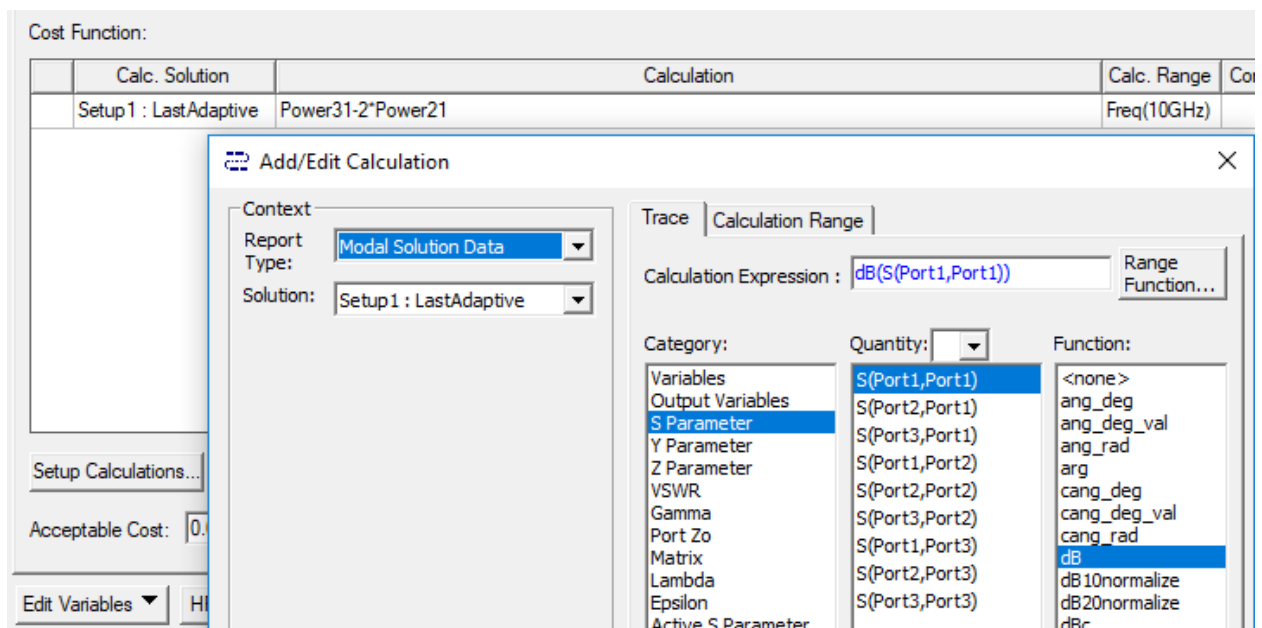 Cost Function:
Calc. Solution Calculation Calc. Range
Setup1 : LastAdaptive Power31-2*Power21 Freq(10GHz)
Add/Edit Calculation
Context
Report Type: Modal Solution Data
Solution: Setup1 : LastAdaptive
Trace Calculation Range
Calculation Expression : dB(S(Port1,Port1)) Range Function...
Category: Quantity: Function:
Variables
Output Variables
S Parameter
Y Parameter
Z Parameter
VSWR
Gamma
Port Zo
Matrix
Lambda
Epsilon
Active S Parameter
S(Port1,Port1)
S(Port2,Port1)
S(Port3,Port1)
S(Port1,Port2)
S(Port2,Port2)
S(Port3,Port2)
S(Port1,Port3)
S(Port2,Port3)
S(Port3,Port3)
<none>
ang_deg
ang_deg_val
ang_rad
arg
cang_deg
cang_deg_val
cang_rad
dB
dB10normalize
dB20normalize
dBc
Setup Calculations...
Acceptable Cost: 0.
Edit Variables